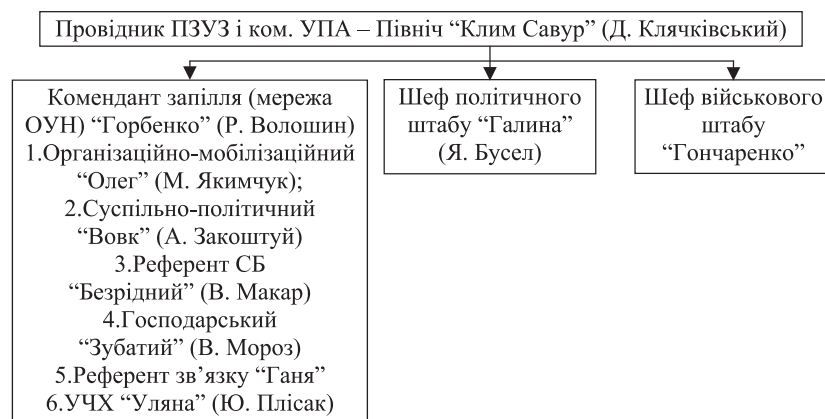 Провідник ПЗУЗ і ком. УПА – Північ “Клим Савур” (Д. Клячківський)
Комендант запілля (мережа
ОУН) “Горбенко” (Р. Волошин)
1.Організаційно-мобілізаційний
“Олег” (М. Якимчук);
2.Суспільно-політичний
“Вовк” (А. Закоштуй)
3.Референт СБ
“Безрідний” (В. Макар)
4.Господарський
“Зубатий” (В. Мороз)
5.Референт зв’язку “Ганя”
6.УЧХ “Уляна” (Ю. Плісак)
Шеф політичного
штабу “Галина”
(Я. Бусел)
Шеф військового
штабу
“Гончаренко”